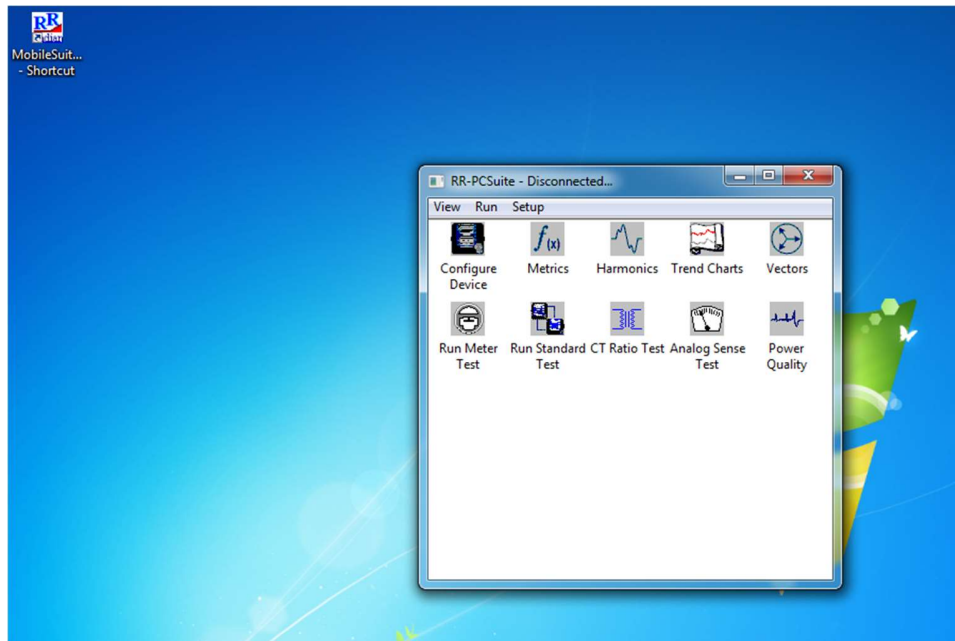 RR
idian
MobileSuit...
- Shortcut
RR-PCSuite - Disconnected...
View Run Setup
f(x)
Configure Device
Metrics
Harmonics
Trend Charts
Vectors
Run Meter Test
Run Standard Test
CT Ratio Test
Analog Sense Test
Power Quality